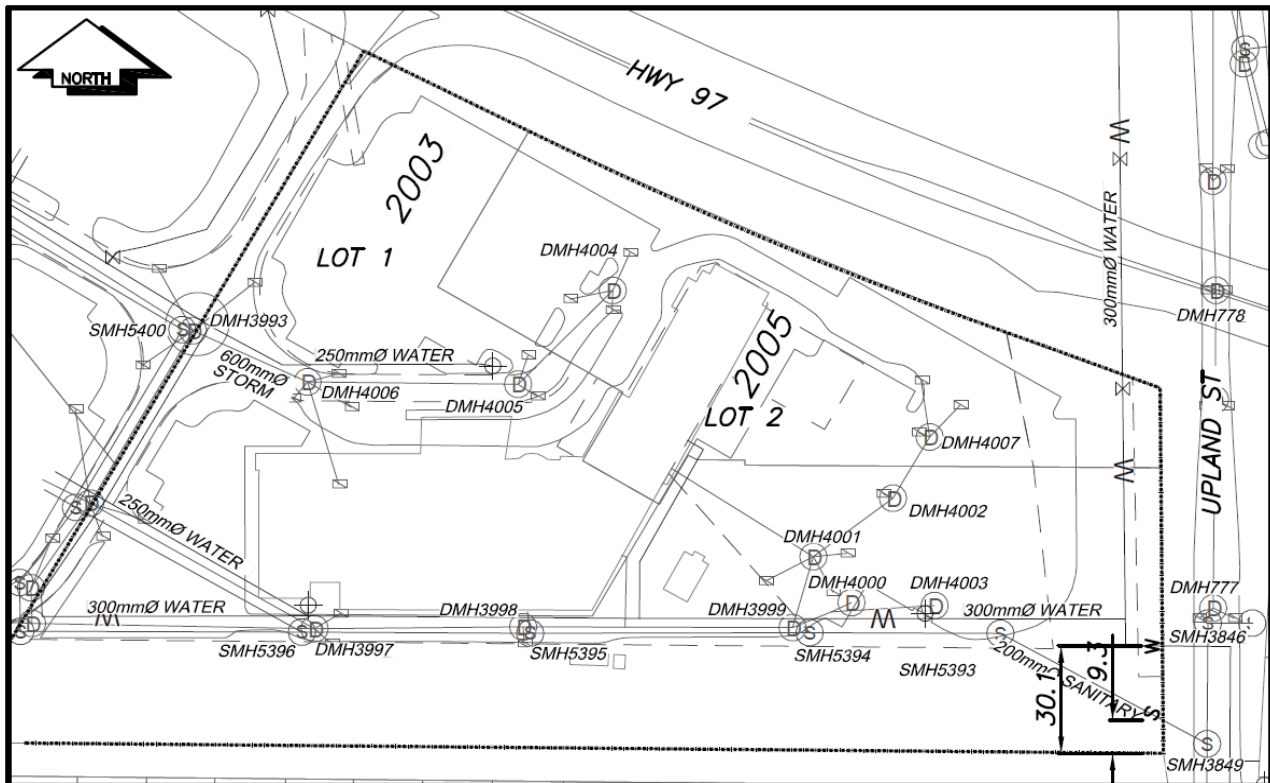 NORTH
HWY 97
W
S
D
D
2003
LOT 1
DMH4004
D
300mmØ WATER
D
DMH778
SMH5400
S
DMH3993
250mmØ WATER
600mmØ
STORM
D
DMH4006
DMH4005
D
2005
LOT 2
D
DMH4007
UPLAND ST
W
S
D
250mmØ WATER
D
DMH4002
DMH4001
D
DMH4000
D
DMH4003
D
DMH777
D
S
D
300mmØ WATER
W
DMH3998
D
DMH3999
D
W
300mmØ WATER
S
SMH3846
S
D
S
D
SMH5396
DMH3997
S
SMH5395
S
SMH5394
SMH5393
200mmØ SANITARY
W
S
30.1
9.3
S
SMH3849